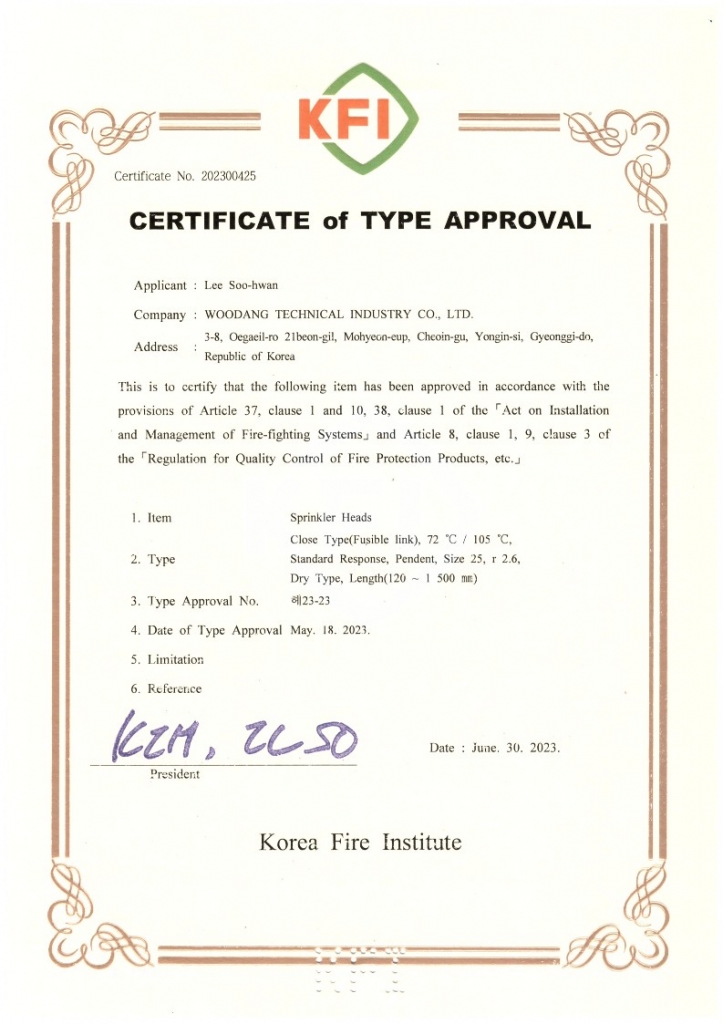 KFI
Certificate No. 202300425
CERTIFICATE of TYPE APPROVAL
Applicant : Lee Soo-hwan
Company : WOODANG TECHNICAL INDUSTRY CO., LTD.
Address : 3-8, Oegaeil-ro 21beon-gil, Mohyeon-eup, Cheoin-gu, Yongin-si, Gyeonggi-do,
Republic of Korea
This is to certify that the following item has been approved in accordance with the
provisions of Article 37, clause 1 and 10, 38, clause 1 of the「Act on Installation
and Management of Fire-fighting Systems」and Article 8, clause 1, 9, clause 3 of
the「Regulation for Quality Control of Fire Protection Products, etc.」
1. Item Sprinkler Heads
2. Type Close Type(Fusible link), 72 ℃ / 105 ℃,
Standard Response, Pendent, Size 25, r 2.6,
Dry Type, Length(120 ~ 1 500 ㎜)
3. Type Approval No. 헤23-23
4. Date of Type Approval May. 18. 2023.
5. Limitation
6. Reference
President
Date : June. 30. 2023.
Korea Fire Institute